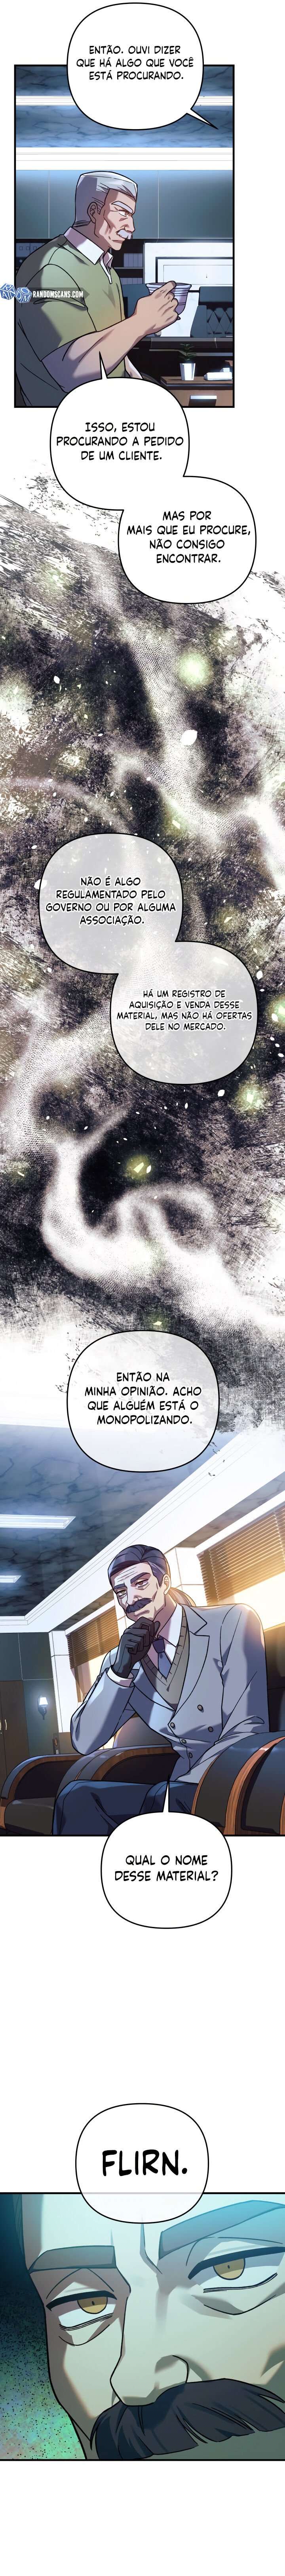 ENTÃO. OUVI DIZER
QUE HÁ ALGO QUE VOCÊ
ESTÁ PROCURANDO.
RANDOMSCANS.COM
ISSO, ESTOU
PROCURANDO A PEDIDO
DE UM CLIENTE.
MAS POR
MAIS QUE EU PROCURE,
NÃO CONSIGO
ENCONTRAR.
NÃO É ALGO
REGULAMENTADO PELO
GOVERNO OU POR ALGUMA
ASSOCIAÇÃO.
HÁ UM REGISTRO DE
AQUISIÇÃO E VENDA DESSE
MATERIAL, MAS NÃO HÁ OFERTAS
DELE NO MERCADO.
ENTÃO NA
MINHA OPINIÃO. ACHO
QUE ALGUÉM ESTÁ O
MONOPOLIZANDO.
QUAL O NOME
DESSE MATERIAL?
FLIRN.